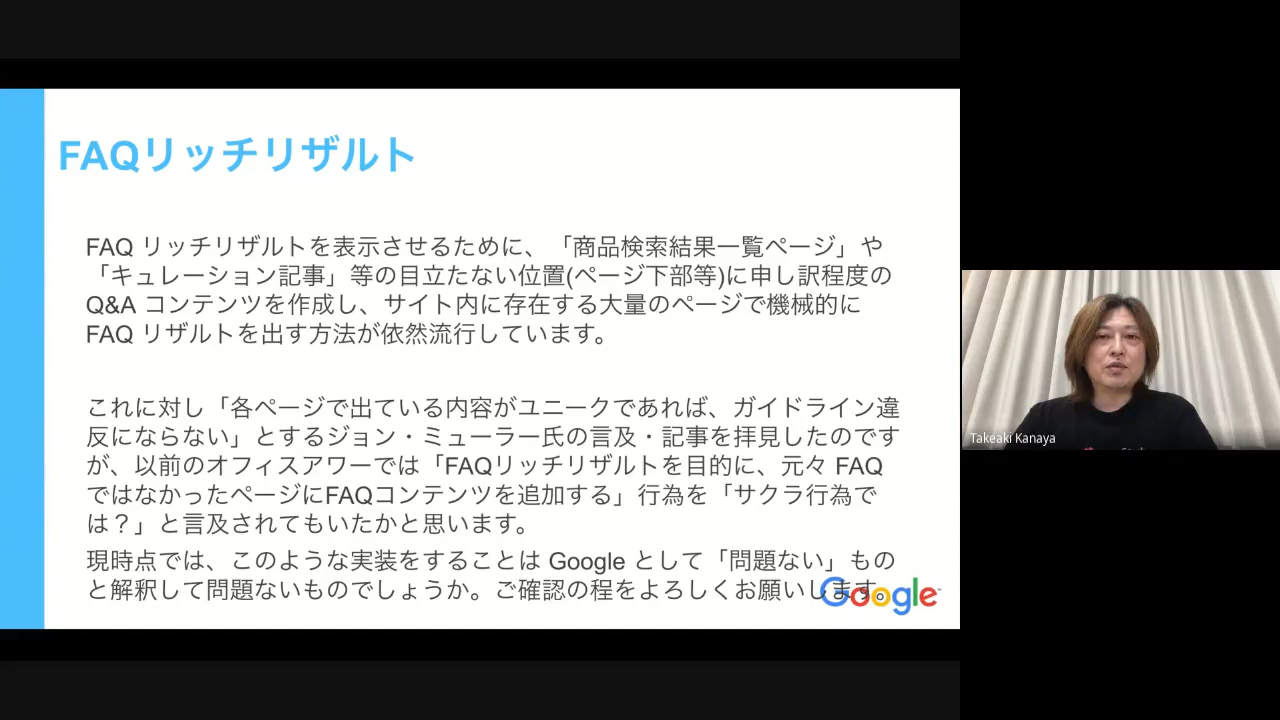 FAQリッチリザルト
FAQ リッチリザルトを表示させるために、「商品検索結果一覧ページ」や
「キュレーション記事」等の目立たない位置(ページ下部等)に申し訳程度の
Q&A コンテンツを作成し、サイト内に存在する大量のページで機械的に
FAQ リザルトを出す方法が依然流行しています。
これに対し「各ページで出ている内容がユニークであれば、ガイドライン違
反にならない」とするジョン・ミューラー氏の言及・記事を拝見したのです
が、以前のオフィスアワーでは「FAQリッチリザルトを目的に、元々 FAQ
ではなかったページにFAQコンテンツを追加する」行為を「サクラ行為で
は？」と言及されてもいたかと思います。
現時点では、このような実装をすることは Google として「問題ない」もの
と解釈して問題ないものでしょうか。ご確認の程をよろしくお願いします。
Google
Takeaki Kanaya